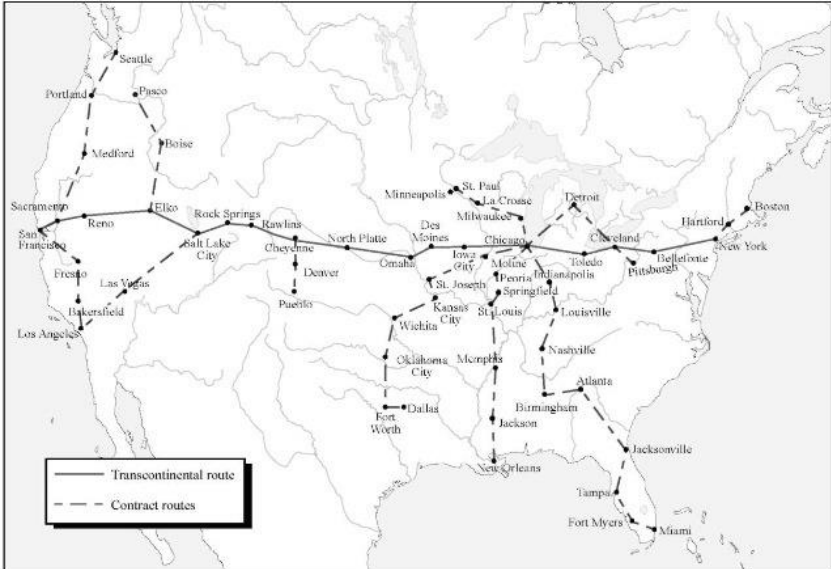 Seattle
Portland
Pasco
Medford
Boise
Sacramento
San
Francisco
Reno
Elko
Rock Springs
Rawlins
Salt Lake
City
Cheyenne
North Platte
Omaha
Des
Moines
Iowa
City
Chicago
Moline
Minneapolis
St. Paul
La Crosse
Milwaukee
Detroit
Cleveland
Toledo
Pittsburgh
Bellefonte
New York
Hartford
Boston
Fresno
Las Vegas
Bakersfield
Los Angeles
Denver
Pueblo
St. Joseph
Kansas
City
Peoria
Springfield
St. Louis
Indianapolis
Louisville
Wichita
Oklahoma
City
Fort
Worth
Dallas
Memphis
Jackson
New Orleans
Nashville
Birmingham
Atlanta
Jacksonville
Tampa
Fort Myers
Miami
Transcontinental route
Contract routes